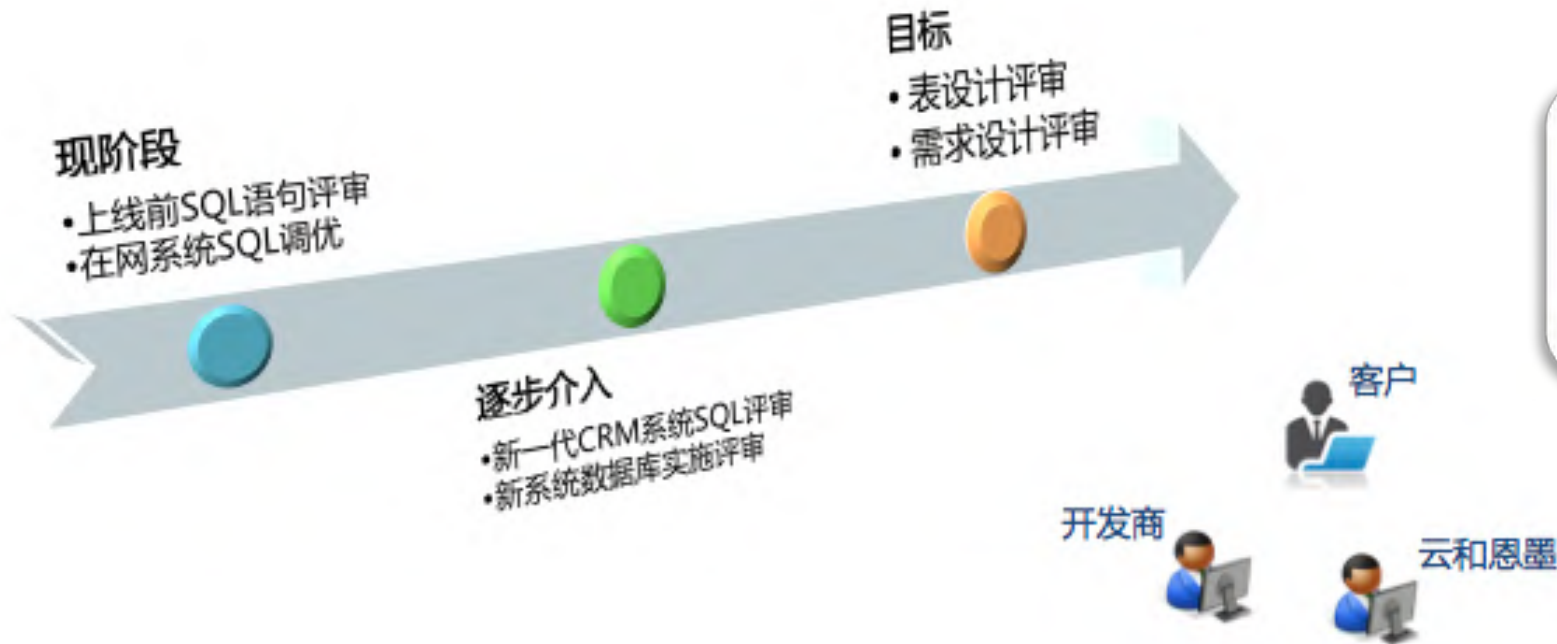 目标
• 表设计评审
• 需求设计评审
现阶段
•上线前SQL语句评审
•在网系统SQL调优
逐步介入
•新一代CRM系统SQL评审
•新系统数据库实施评审
客户
开发商
云和恩墨